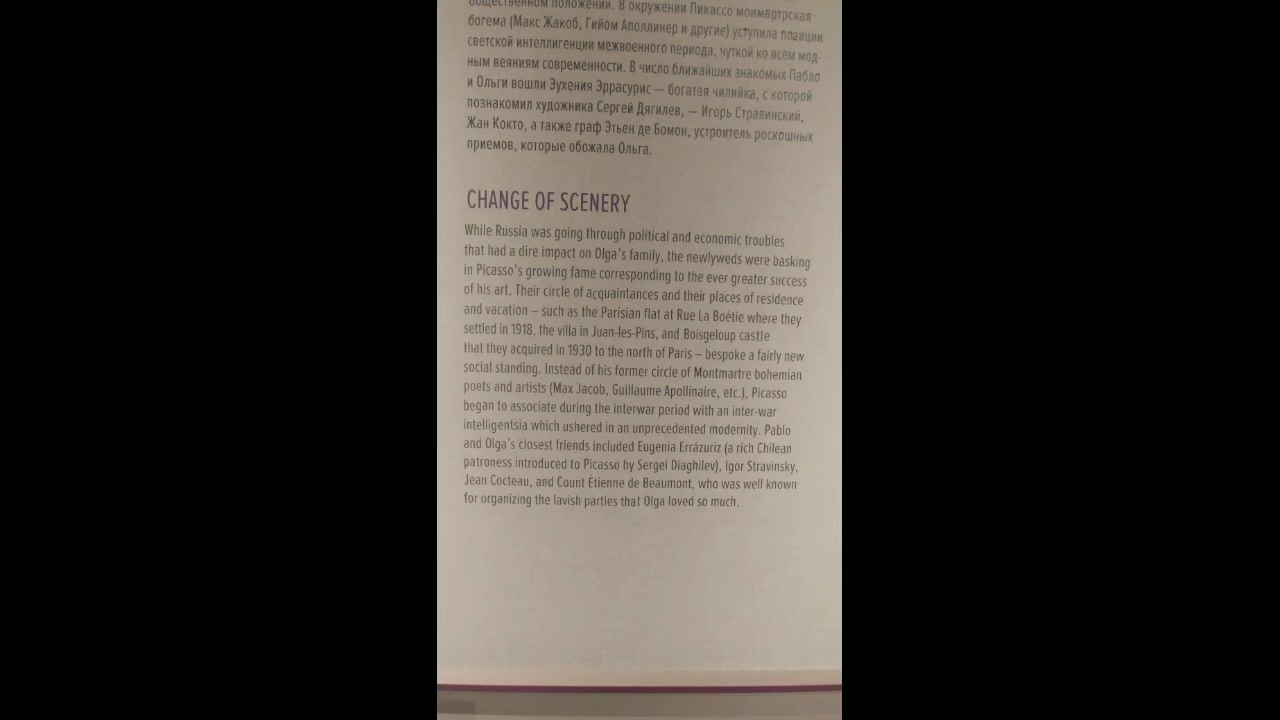 общественном положении. В окружении Пикассо монмартрская
богема (Макс Жакоб, Гийом Аполлинер и другие) уступила позиции
светской интеллигенции межвоенного периода, чуткой ко всем мод-
ным веяниям современности. В число ближайших знакомых Пабло
и Ольги вошли Эухения Эррасурис — богатая чилийка, с которой
познакомил художника Сергей Дягилев, — Игорь Стравинский,
Жан Кокто, а также граф Этьен де Бомон, устроитель роскошных
приемов, которые обожала Ольга.
CHANGE OF SCENERY
While Russia was going through political and economic troubles
that had a dire impact on Olga's family, the newlyweds were basking
in Picasso's growing fame corresponding to the ever greater success
of his art. Their circle of acquaintances and their places of residence
and vacation – such as the Parisian flat at Rue La Boétie where they
settled in 1918, the villa in Juan-les-Pins, and Boisgeloup castle
that they acquired in 1930 to the north of Paris – bespoke a fairly new
social standing. Instead of his former circle of Montmartre bohemian
poets and artists (Max Jacob, Guillaume Apollinaire, etc.), Picasso
began to associate during the interwar period with an inter-war
intelligentsia which ushered in an unprecedented modernity. Pablo
and Olga's closest friends included Eugenia Errázuriz (a rich Chilean
patroness introduced to Picasso by Sergei Diaghilev), Igor Stravinsky,
Jean Cocteau, and Count Étienne de Beaumont, who was well known
for organizing the lavish parties that Olga loved so much.